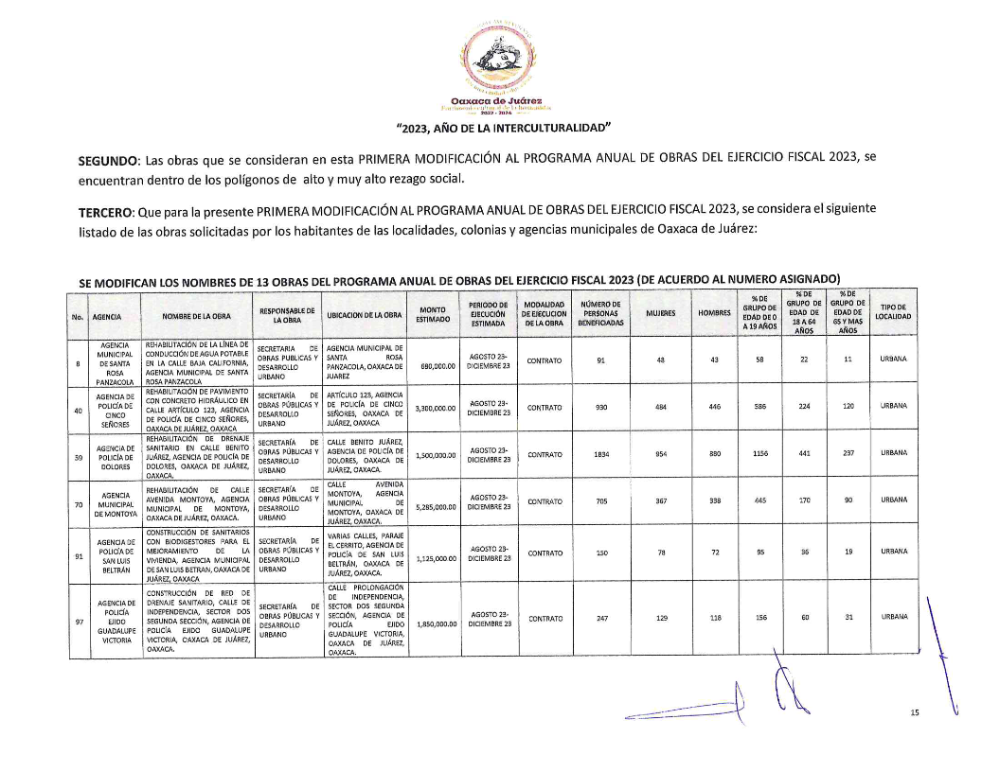 Oaxaca de Juárez
2022 - 2024
"2023, AÑO DE LA INTERCULTURALIDAD"
SEGUNDO: Las obras que se consideran en esta PRIMERA MODIFICACIÓN AL PROGRAMA ANUAL DE OBRAS DEL EJERCICIO FISCAL 2023, se
encuentran dentro de los polígonos de alto y muy alto rezago social.
TERCERO: Que para la presente PRIMERA MODIFICACIÓN AL PROGRAMA ANUAL DE OBRAS DEL EJERCICIO FISCAL 2023, se considera el siguiente
listado de las obras solicitadas por los habitantes de las localidades, colonias y agencias municipales de Oaxaca de Juárez:
SE MODIFICAN LOS NOMBRES DE 13 OBRAS DEL PROGRAMA ANUAL DE OBRAS DEL EJERCICIO FISCAL 2023 (DE ACUERDO AL NUMERO ASIGNADO)
No. AGENCIA NOMBRE DE LA OBRA RESPONSABLE DE LA OBRA UBICACION DE LA OBRA MONTO ESTIMADO PERIODO DE EJECUCIÓN ESTIMADA MODALIDAD DE EJECUCION DE LA OBRA NÚMERO DE PERSONAS BENEFICIADAS MUJERES HOMBRES % DE GRUPO DE EDAD DE 0 A 19 AÑOS % DE GRUPO DE EDAD DE 18 A 64 AÑOS % DE GRUPO DE EDAD DE 65 Y MAS AÑOS TIPO DE LOCALIDAD
8 AGENCIA MUNICIPAL DE SANTA ROSA PANZACOLA REHABILITACIÓN DE LA LÍNEA DE CONDUCCIÓN DE AGUA POTABLE EN LA CALLE BAJA CALIFORNIA, AGENCIA MUNICIPAL DE SANTA ROSA PANZACOLA SECRETARIA DE OBRAS PUBLICAS Y DESARROLLO URBANO AGENCIA MUNICIPAL DE SANTA ROSA PANZACOLA, OAXACA DE JUAREZ 680,000.00 AGOSTO 23-DICIEMBRE 23 CONTRATO 91 48 43 58 22 11 URBANA
40 AGENCIA DE POLICÍA DE CINCO SEÑORES REHABILITACIÓN DE PAVIMENTO CON CONCRETO HIDRÁULICO EN CALLE ARTÍCULO 123, AGENCIA DE POLICÍA DE CINCO SEÑORES, OAXACA DE JUÁREZ, OAXACA SECRETARÍA DE OBRAS PÚBLICAS Y DESARROLLO URBANO ARTÍCULO 123, AGENCIA DE POLICÍA DE CINCO SEÑORES, OAXACA DE JUÁREZ, OAXACA 3,300,000.00 AGOSTO 23-DICIEMBRE 23 CONTRATO 930 484 446 586 224 120 URBANA
59 AGENCIA DE POLICÍA DE DOLORES REHABILITACIÓN DE DRENAJE SANITARIO EN CALLE BENITO JUÁREZ, AGENCIA DE POLICÍA DE DOLORES, OAXACA DE JUÁREZ, OAXACA. SECRETARÍA DE OBRAS PÚBLICAS Y DESARROLLO URBANO CALLE BENITO JUÁREZ, AGENCIA DE POLICÍA DE DOLORES, OAXACA DE JUÁREZ, OAXACA. 1,500,000.00 AGOSTO 23-DICIEMBRE 23 CONTRATO 1834 954 880 1156 441 237 URBANA
70 AGENCIA MUNICIPAL DE MONTOYA REHABILITACIÓN DE CALLE AVENIDA MONTOYA, AGENCIA MUNICIPAL DE MONTOYA, OAXACA DE JUÁREZ, OAXACA. SECRETARÍA DE OBRAS PÚBLICAS Y DESARROLLO URBANO CALLE AVENIDA MONTOYA, AGENCIA MUNICIPAL DE MONTOYA, OAXACA DE JUÁREZ, OAXACA. 5,285,000.00 AGOSTO 23-DICIEMBRE 23 CONTRATO 705 367 338 445 170 90 URBANA
91 AGENCIA DE POLICÍA DE SAN LUIS BELTRÁN CONSTRUCCIÓN DE SANITARIOS CON BIODIGESTORES PARA EL MEJORAMIENTO DE LA VIVIENDA, AGENCIA MUNICIPAL DE SAN LUIS BETRAN, OAXACA DE JUÁREZ, OAXACA SECRETARÍA DE OBRAS PÚBLICAS Y DESARROLLO URBANO VARIAS CALLES, PARAJE EL CERRITO, AGENCIA DE POLICÍA DE SAN LUIS BELTRÁN, OAXACA DE JUÁREZ, OAXACA. 1,125,000.00 AGOSTO 23-DICIEMBRE 23 CONTRATO 150 78 72 95 36 19 URBANA
97 AGENCIA DE POLICÍA EJIDO GUADALUPE VICTORIA CONSTRUCCIÓN DE RED DE DRENAJE SANITARIO, CALLE DE INDEPENDENCIA, SECTOR DOS SEGUNDA SECCIÓN, AGENCIA DE POLICÍA EJIDO GUADALUPE VICTORIA, OAXACA DE JUÁREZ, OAXACA. SECRETARÍA DE OBRAS PÚBLICAS Y DESARROLLO URBANO CALLE PROLONGACIÓN DE INDEPENDENCIA, SECTOR DOS SEGUNDA SECCIÓN, AGENCIA DE POLICÍA EJIDO GUADALUPE VICTORIA, OAXACA DE JUÁREZ, OAXACA. 1,850,000.00 AGOSTO 23-DICIEMBRE 23 CONTRATO 247 129 118 156 60 31 URBANA
15